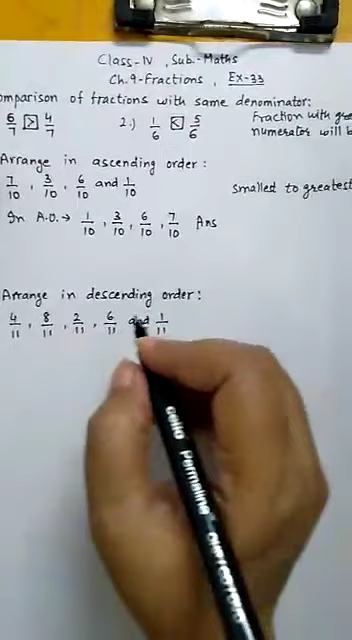 Class-IV, Sub.-Maths
Ch.9-Fractions, Ex-33
omparison of fractions with same denominator:
6/7 > 4/7 2.) 1/6 < 5/6 Fraction with gre
numerator will b
Arrange in ascending order:
7/10, 3/10, 6/10 and 1/10 smallest to greatest
In A.O.→ 1/10, 3/10, 6/10, 7/10 Ans
Arrange in descending order:
4/11, 8/11, 2/11, 6/11 and 1/11
cello Permaline